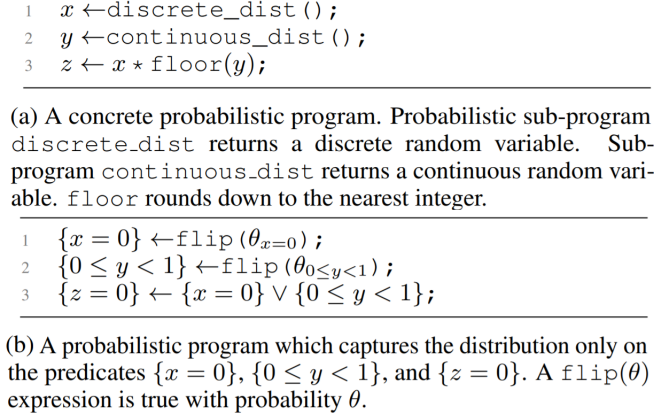 1 x ←discrete_dist();
2 y ←continuous_dist();
3 z ← x ⋆ floor(y);
(a) A concrete probabilistic program. Probabilistic sub-program
discrete_dist returns a discrete random variable. Sub-
program continuous_dist returns a continuous random vari-
able. floor rounds down to the nearest integer.
1 {x = 0} ←flip(θx=0);
2 {0 ≤ y < 1} ←flip(θ0≤y<1);
3 {z = 0} ← {x = 0} ∨ {0 ≤ y < 1};
(b) A probabilistic program which captures the distribution only on
the predicates {x = 0}, {0 ≤ y < 1}, and {z = 0}. A flip(θ)
expression is true with probability θ.